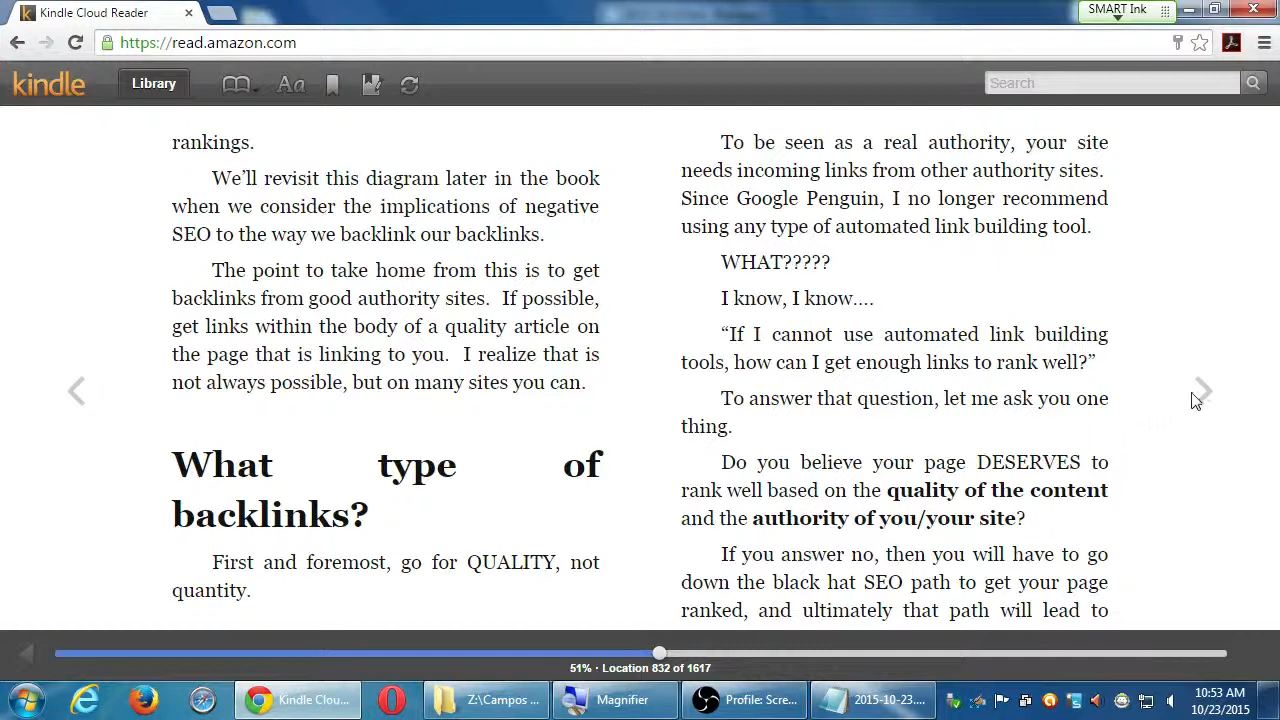 Kindle Cloud Reader
SMART Ink
https://read.amazon.com
kindle
Library
Aa
Search
rankings.
We’ll revisit this diagram later in the book
when we consider the implications of negative
SEO to the way we backlink our backlinks.
The point to take home from this is to get
backlinks from good authority sites.  If possible,
get links within the body of a quality article on
the page that is linking to you.  I realize that is
not always possible, but on many sites you can.
What type of
backlinks?
First and foremost, go for QUALITY, not
quantity.
To be seen as a real authority, your site
needs incoming links from other authority sites.
Since Google Penguin, I no longer recommend
using any type of automated link building tool.
WHAT?????
I know, I know….
“If I cannot use automated link building
tools, how can I get enough links to rank well?”
To answer that question, let me ask you one
thing.
Do you believe your page DESERVES to
rank well based on the quality of the content
and the authority of you/your site?
If you answer no, then you will have to go
down the black hat SEO path to get your page
ranked, and ultimately that path will lead to
51% · Location 832 of 1617
Kindle Clou...
Z:\Campos ...
Magnifier
Profile: Scre...
2015-10-23....
10:53 AM
10/23/2015